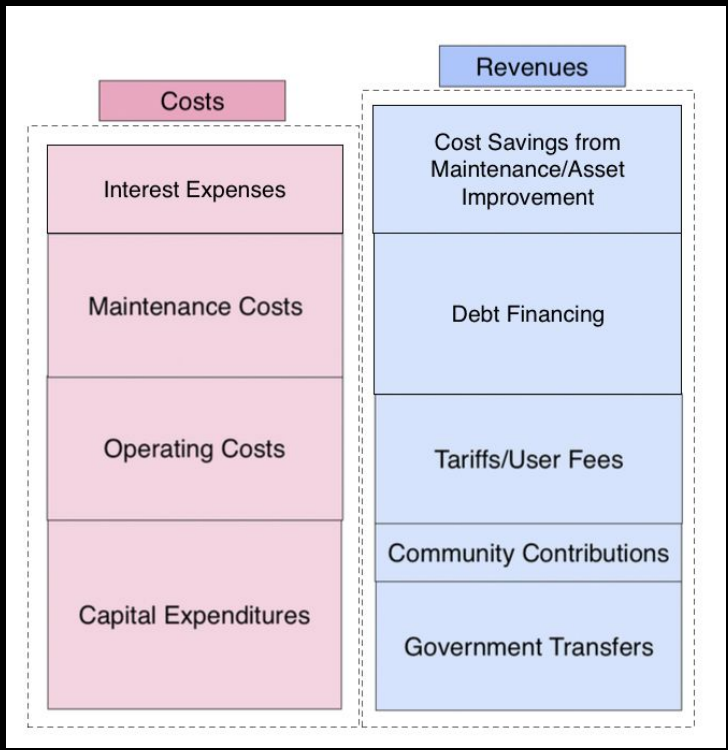 Costs
Interest Expenses
Maintenance Costs
Operating Costs
Capital Expenditures
Revenues
Cost Savings from
Maintenance/Asset
Improvement
Debt Financing
Tariffs/User Fees
Community Contributions
Government Transfers